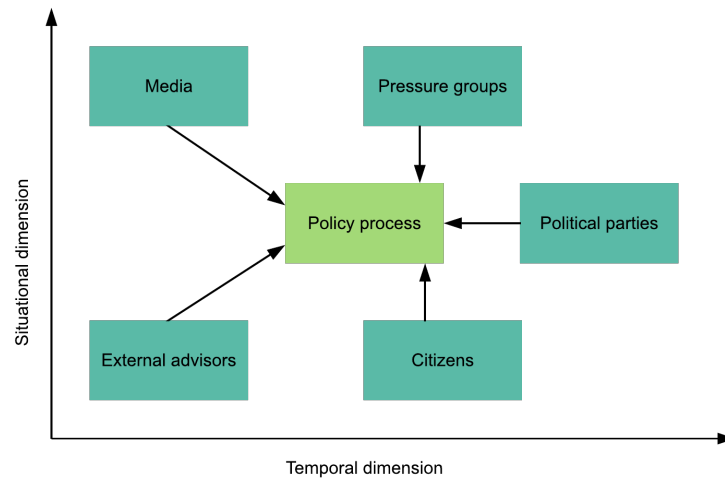 Media
Pressure groups
Situational dimension
Policy process
Political parties
External advisors
Citizens
Temporal dimension